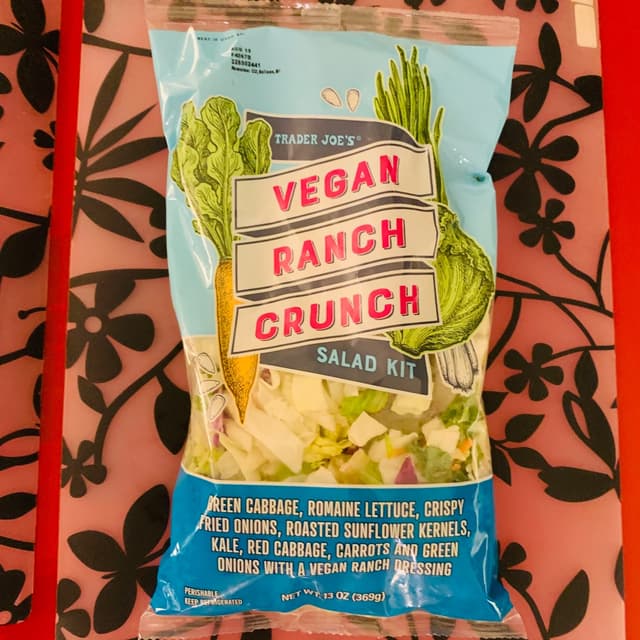 TRADER JOE'S
VEGAN
RANCH
CRUNCH
SALAD KIT
GREEN CABBAGE, ROMAINE LETTUCE, CRISPY
FRIED ONIONS, ROASTED SUNFLOWER KERNELS,
KALE, RED CABBAGE, CARROTS AND GREEN
ONIONS WITH A VEGAN RANCH DRESSING
PERISHABLE
KEEP REFRIGERATED
NET WT. 13 OZ (369g)